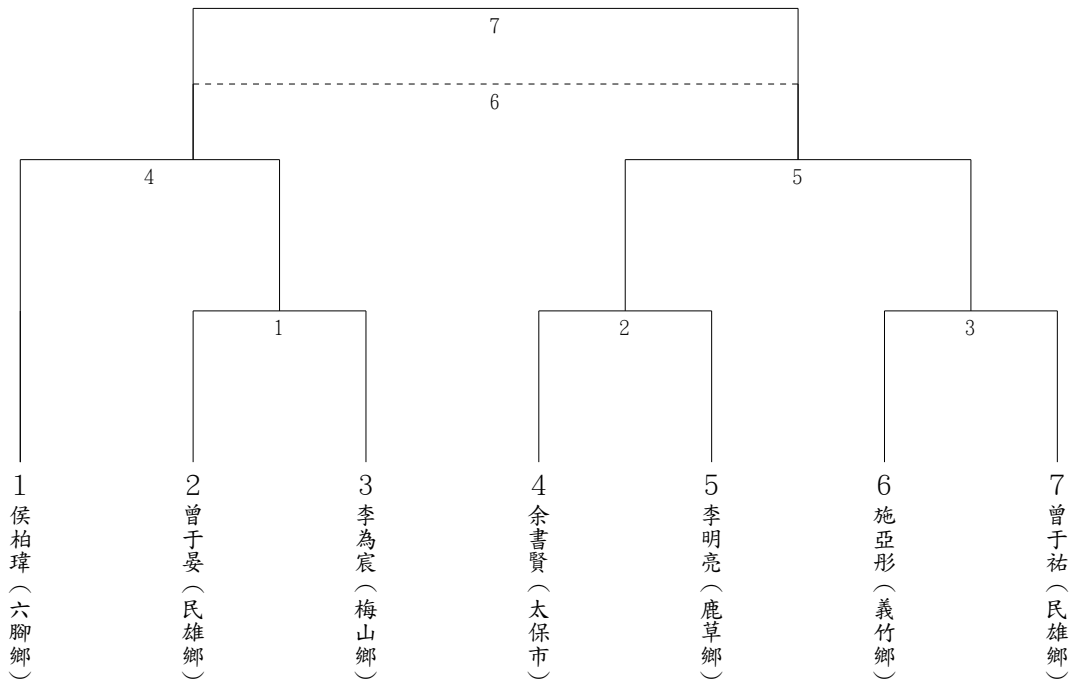 7
6
4
5
1
2
3
1
侯柏瑋（六腳鄉）
2
曾于晏（民雄鄉）
3
李為宸（梅山鄉）
4
余書賢（太保市）
5
李明亮（鹿草鄉）
6
施亞彤（義竹鄉）
7
曾于祐（民雄鄉）